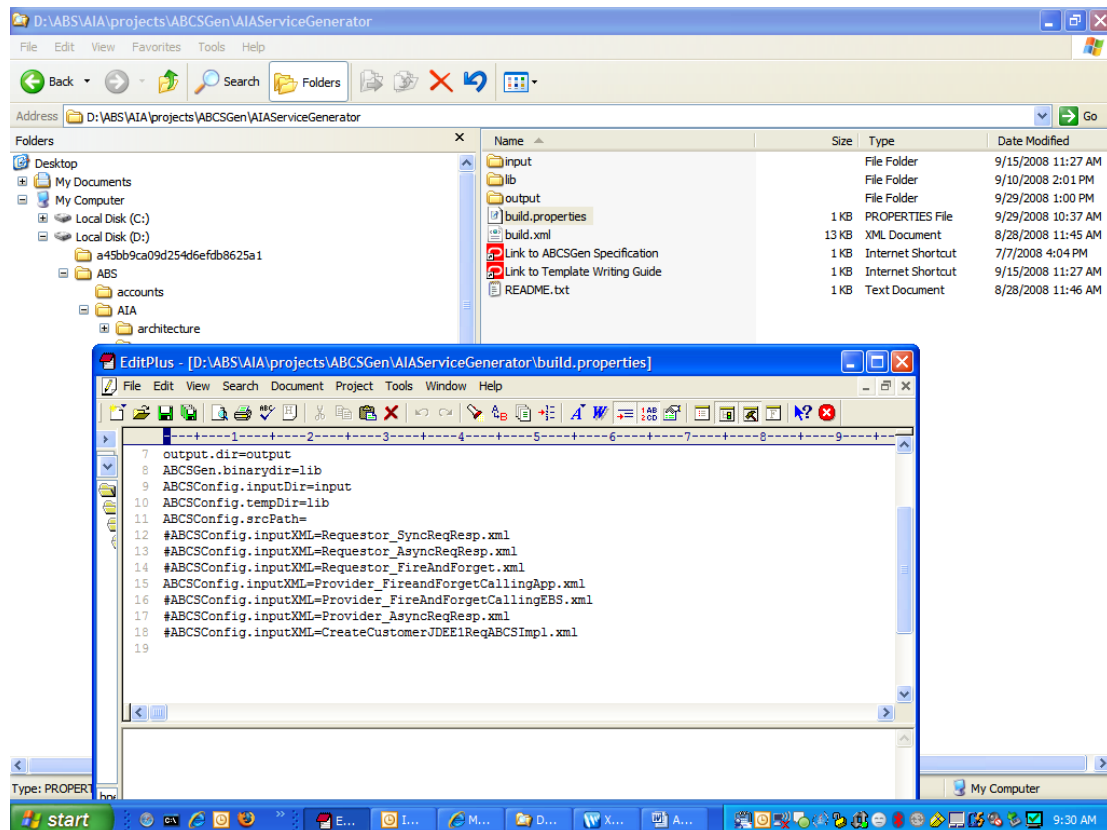 D:\ABS\AIA\projects\ABCSGen\AIAServiceGenerator
File Edit View Favorites Tools Help
Back Search Folders
Address D:\ABS\AIA\projects\ABCSGen\AIAServiceGenerator Go
Folders x Name Size Type Date Modified
Desktop
My Documents
My Computer
Local Disk (C:)
Local Disk (D:)
a45bb9ca09d254d6efdb8625a1
ABS
accounts
AIA
architecture
input File Folder 9/15/2008 11:27 AM
lib File Folder 9/10/2008 2:01 PM
output File Folder 9/29/2008 1:00 PM
build.properties 1 KB PROPERTIES File 9/29/2008 10:37 AM
build.xml 13 KB XML Document 8/28/2008 11:45 AM
Link to ABCSGen Specification 1 KB Internet Shortcut 7/7/2008 4:04 PM
Link to Template Writing Guide 1 KB Internet Shortcut 9/15/2008 11:27 AM
README.txt 1 KB Text Document 8/28/2008 11:46 AM
EditPlus - [D:\ABS\AIA\projects\ABCSGen\AIAServiceGenerator\build.properties]
File Edit View Search Document Project Tools Window Help
----+----1----+----2----+----3----+----4----+----5----+----6----+----7----+----8----+----9----+--
7 output.dir=output
8 ABCSGen.binarydir=lib
9 ABCSConfig.inputDir=input
10 ABCSConfig.tempDir=lib
11 ABCSConfig.srcPath=
12 #ABCSConfig.inputXML=Requestor_SyncReqResp.xml
13 #ABCSConfig.inputXML=Requestor_AsyncReqResp.xml
14 #ABCSConfig.inputXML=Requestor_FireAndForget.xml
15 ABCSConfig.inputXML=Provider_FireandForgetCallingApp.xml
16 #ABCSConfig.inputXML=Provider_FireAndForgetCallingEBS.xml
17 #ABCSConfig.inputXML=Provider_AsyncReqResp.xml
18 #ABCSConfig.inputXML=CreateCustomerJDEE1ReqABCSImpl.xml
19
Type: PROPERT
My Computer
start E... I... M... D... X... A... 9:30 AM